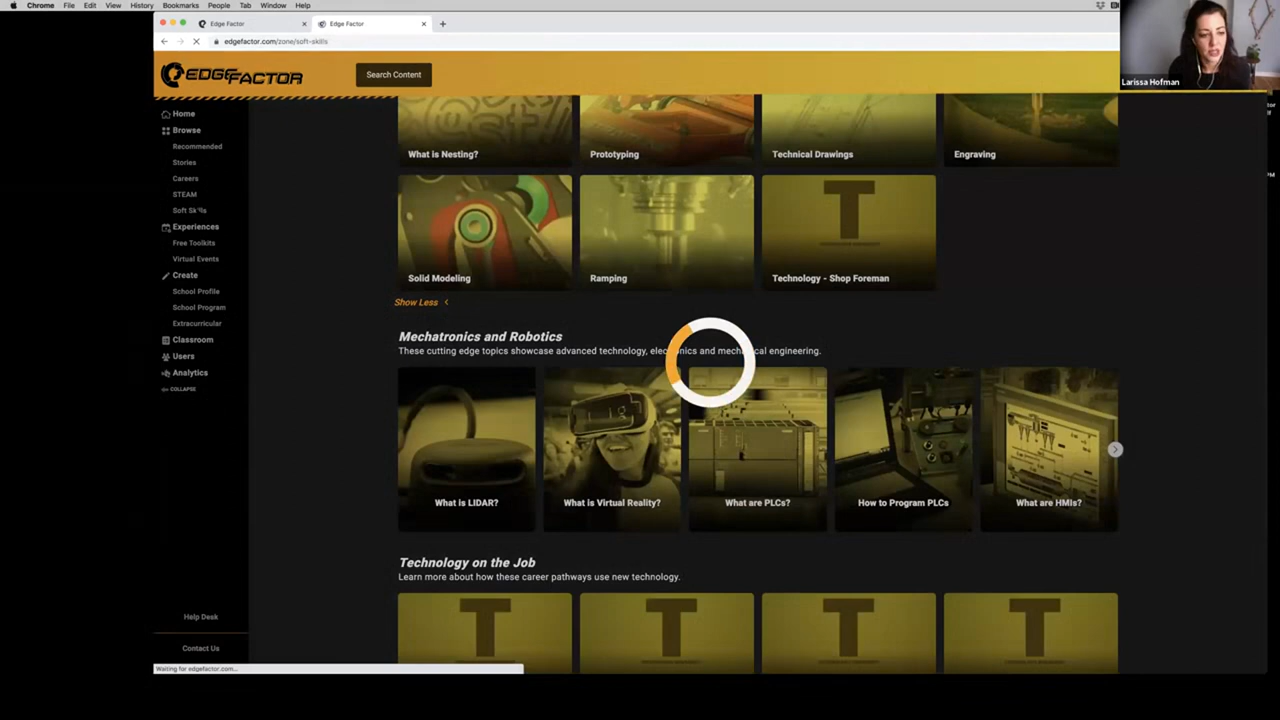 Chrome File Edit View History Bookmarks People Tab Window Help
Edge Factor
Edge Factor
edgefactor.com/zone/soft-skills
Larissa Hofman
EDGE FACTOR
Search Content
Home
Browse
Recommended
Stories
Careers
STEAM
Soft Skills
Experiences
Free Toolkits
Virtual Events
Create
School Profile
School Program
Extracurricular
Classroom
Users
Analytics
COLLAPSE
Help Desk
Contact Us
What is Nesting?
Prototyping
Technical Drawings
Engraving
Solid Modeling
Ramping
T
Technology - Shop Foreman
Show Less
Mechatronics and Robotics
These cutting edge topics showcase advanced technology, electronics and mechanical engineering.
What is LIDAR?
What is Virtual Reality?
What are PLCs?
How to Program PLCs
What are HMIs?
Technology on the Job
Learn more about how these career pathways use new technology.
T
T
T
T
Waiting for edgefactor.com...